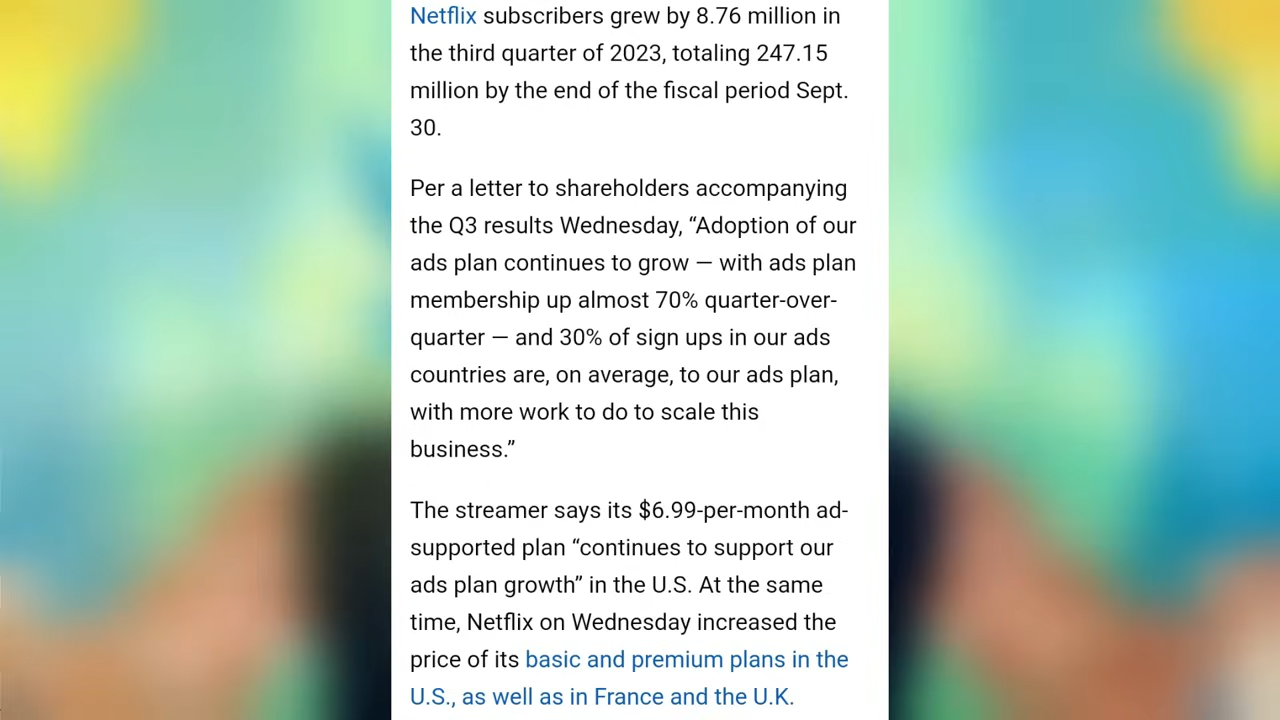 Netflix subscribers grew by 8.76 million in
the third quarter of 2023, totaling 247.15
million by the end of the fiscal period Sept.
30.
Per a letter to shareholders accompanying
the Q3 results Wednesday, “Adoption of our
ads plan continues to grow — with ads plan
membership up almost 70% quarter-over-
quarter — and 30% of sign ups in our ads
countries are, on average, to our ads plan,
with more work to do to scale this
business.”
The streamer says its $6.99-per-month ad-
supported plan “continues to support our
ads plan growth” in the U.S. At the same
time, Netflix on Wednesday increased the
price of its basic and premium plans in the
U.S., as well as in France and the U.K.